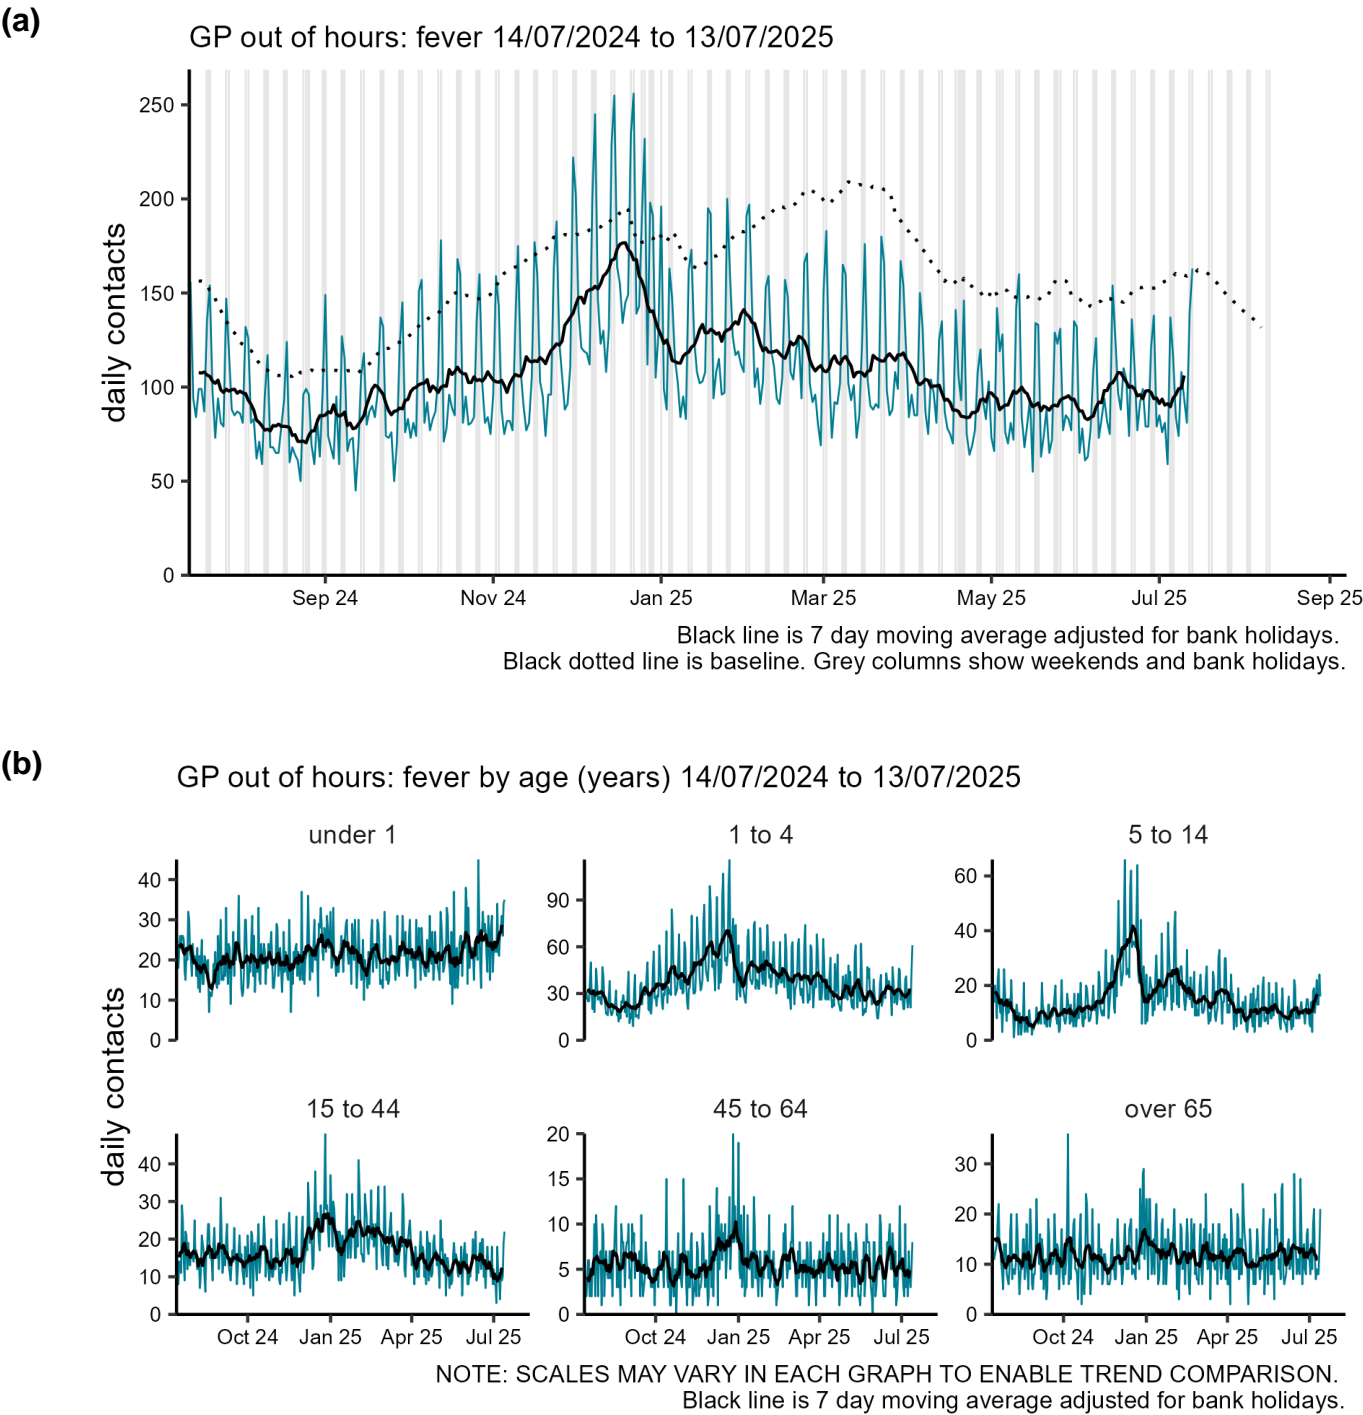 (a)
GP out of hours: fever 14/07/2024 to 13/07/2025
daily contacts
250
200
150
100
50
0
Sep 24 Nov 24 Jan 25 Mar 25 May 25 Jul 25 Sep 25
Black line is 7 day moving average adjusted for bank holidays.
Black dotted line is baseline. Grey columns show weekends and bank holidays.
(b)
GP out of hours: fever by age (years) 14/07/2024 to 13/07/2025
daily contacts
under 1
40
30
20
10
0
1 to 4
90
60
30
0
5 to 14
60
40
20
0
15 to 44
40
30
20
10
0
Oct 24 Jan 25 Apr 25 Jul 25
45 to 64
20
15
10
5
0
Oct 24 Jan 25 Apr 25 Jul 25
over 65
30
20
10
0
Oct 24 Jan 25 Apr 25 Jul 25
NOTE: SCALES MAY VARY IN EACH GRAPH TO ENABLE TREND COMPARISON.
Black line is 7 day moving average adjusted for bank holidays.